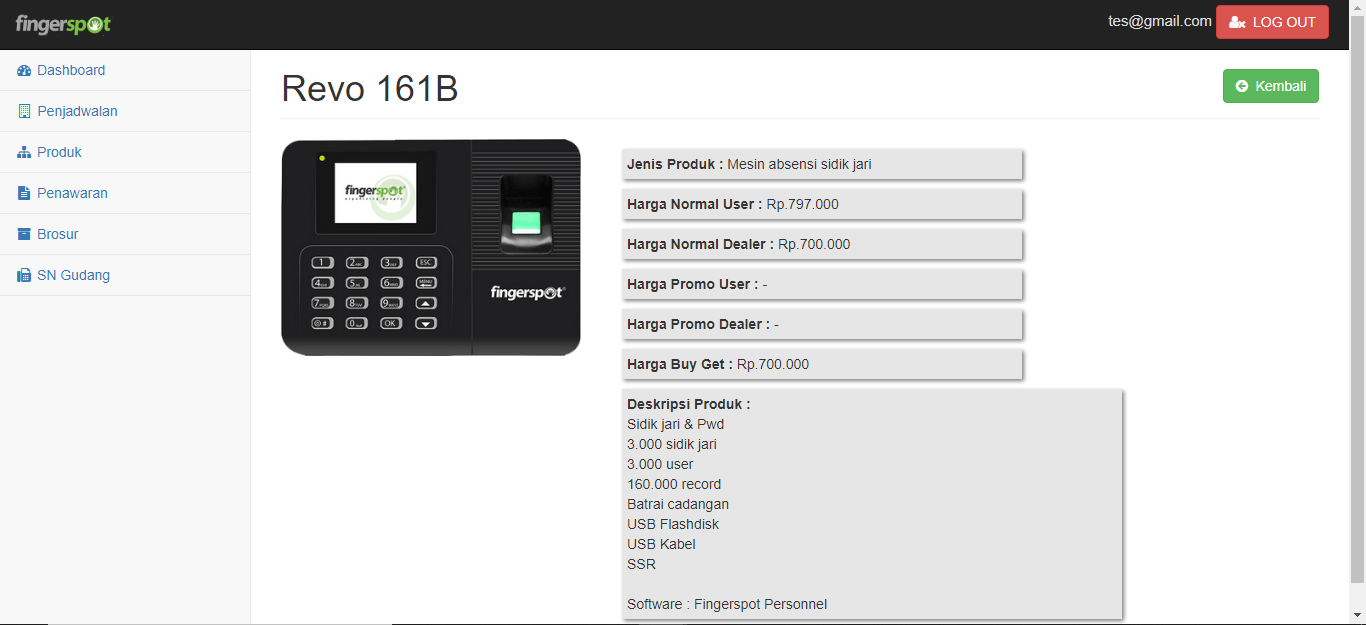 fingerspot
tes@gmail.com
LOG OUT
Dashboard
Penjadwalan
Produk
Penawaran
Brosur
SN Gudang
Revo 161B
Kembali
fingerspot
fingerspot
1 2 3 ESC
4 5 6 MENU
7 8 9
0 OK
Jenis Produk : Mesin absensi sidik jari
Harga Normal User : Rp.797.000
Harga Normal Dealer : Rp.700.000
Harga Promo User : -
Harga Promo Dealer : -
Harga Buy Get : Rp.700.000
Deskripsi Produk :
Sidik jari & Pwd
3.000 sidik jari
3.000 user
160.000 record
Batrai cadangan
USB Flashdisk
USB Kabel
SSR
Software : Fingerspot Personnel